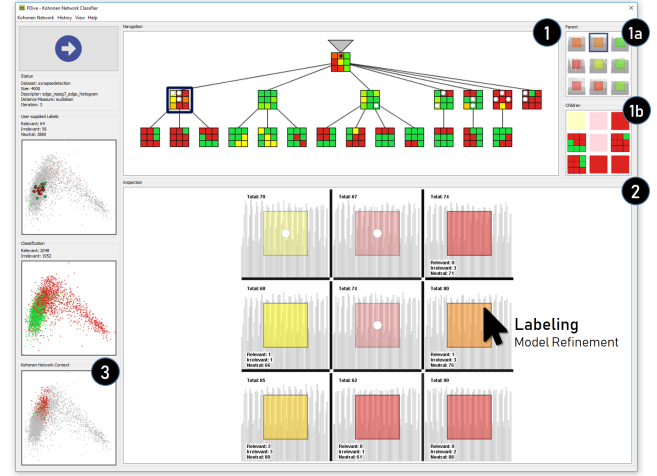 FDive - Kohonen Network Classifier
Kohonen Network History View Help
Status
Dataset: synapsedetection
Size: 4000
Descriptor: edge_mpeg7_edge_histogram
Distance Measure: euclidean
Iteration: 3
User-supplied Labels
Relevant: 64
Irrelevant: 56
Neutral: 3880
Classification
Relevant: 2048
Irrelevant: 1952
Kohonen Network Context
3
Navigation
1
Parent
1a
Children
1b
Inspection
2
Total: 70
Total: 67
Total: 74
Relevant: 0
Irrelevant: 3
Neutral: 71
Total: 68
Relevant: 1
Irrelevant: 1
Neutral: 66
Total: 74
Total: 80
Relevant: 1
Irrelevant: 3
Neutral: 76
Labeling
Model Refinement
Total: 85
Relevant: 2
Irrelevant: 3
Neutral: 80
Total: 62
Relevant: 0
Irrelevant: 1
Neutral: 61
Total: 90
Relevant: 0
Irrelevant: 2
Neutral: 88